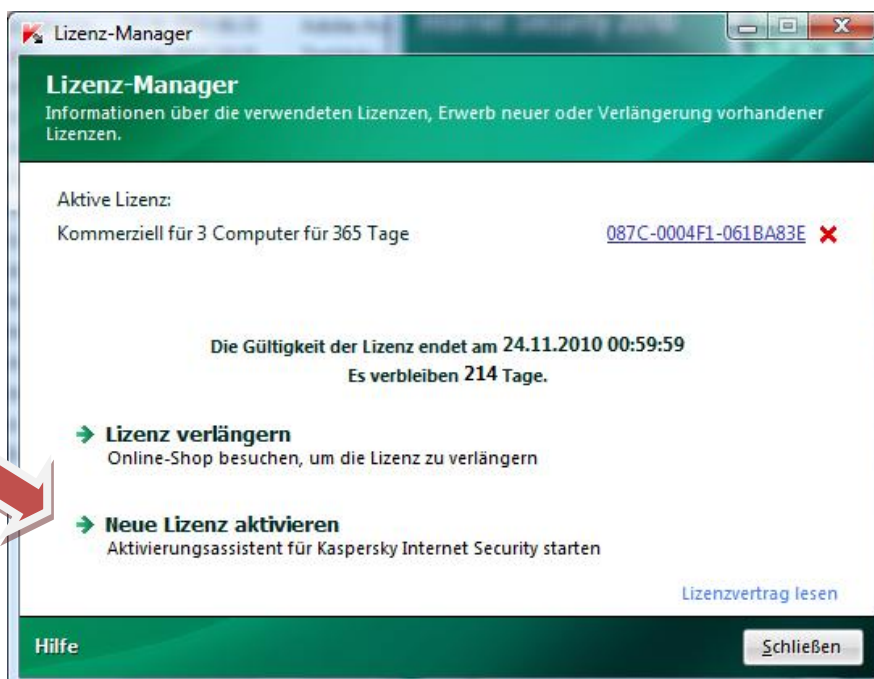 Lizenz-Manager
Lizenz-Manager
Informationen über die verwendeten Lizenzen, Erwerb neuer oder Verlängerung vorhandener
Lizenzen.
Aktive Lizenz:
Kommerziell für 3 Computer für 365 Tage 087C-0004F1-061BA83E
Die Gültigkeit der Lizenz endet am 24.11.2010 00:59:59
Es verbleiben 214 Tage.
Lizenz verlängern
Online-Shop besuchen, um die Lizenz zu verlängern
Neue Lizenz aktivieren
Aktivierungsassistent für Kaspersky Internet Security starten
Lizenzvertrag lesen
Hilfe Schließen